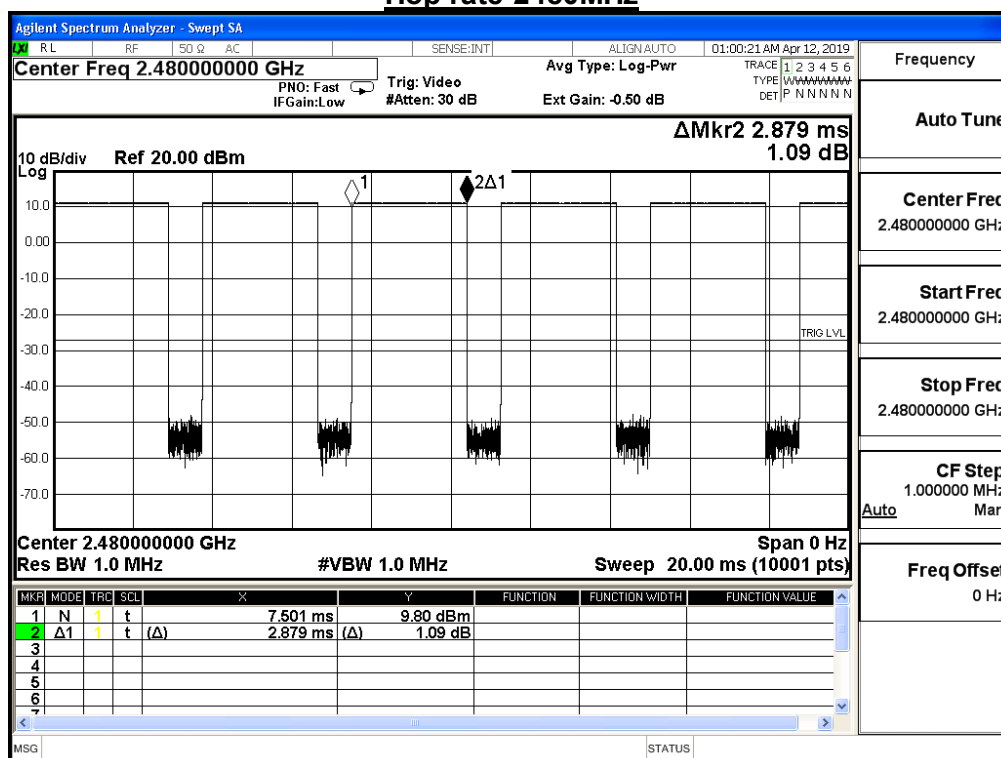 Hop rate-2480MHz
Agilent Spectrum Analyzer - Swept SA
LXI RL RF 50 Ω AC SENSE:INT ALIGN AUTO 01:00:21 AM Apr 12, 2019
Center Freq 2.480000000 GHz
PNO: Fast
IFGain:Low
Trig: Video
#Atten: 30 dB
Avg Type: Log-Pwr
Ext Gain: -0.50 dB
TRACE 1 2 3 4 5 6
TYPE
DET P N N N N N
ΔMkr2 2.879 ms
1.09 dB
10 dB/div Ref 20.00 dBm
Log
1
2Δ1
10.0
0.00
-10.0
-20.0
TRIG LVL
-30.0
-40.0
-50.0
-60.0
-70.0
Center 2.480000000 GHz Span 0 Hz
Res BW 1.0 MHz #VBW 1.0 MHz Sweep 20.00 ms (10001 pts)
MKR MODE TRC SCL X Y FUNCTION FUNCTION WIDTH FUNCTION VALUE
1 N 1 t 7.501 ms 9.80 dBm
2 Δ1 1 t (Δ) 2.879 ms (Δ) 1.09 dB
3
4
5
6
7
MSG STATUS
Frequency
Auto Tune
Center Freq
2.480000000 GHz
Start Freq
2.480000000 GHz
Stop Freq
2.480000000 GHz
CF Step
1.000000 MHz
Auto Man
Freq Offset
0 Hz